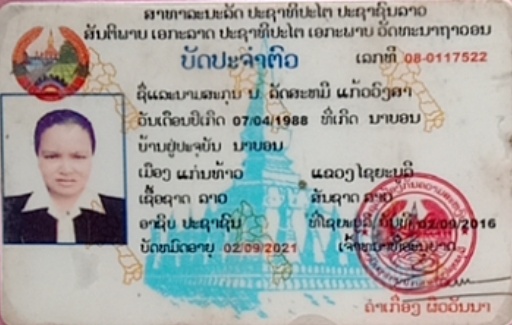 ສາທາລະນະລັດ ປະຊາທິປະໄຕ ປະຊາຊົນລາວ
ສັນຕິພາບ ເອກະລາດ ປະຊາທິປະໄຕ ເອກະພາບ ວັດທະນາຖາວອນ
ບັດປະຈຳຕົວ ເລກທີ 08-0117522
ຊື່ແລະນາມສະກຸນ ນ. ລັດສະຫມີ ແກ້ວວົງສາ
ວັນເດືອນປີເກີດ 07/04/1988 ທີ່ເກີດ ນາບອນ
ບ້ານຢູ່ປະຈຸບັນ ນາບອນ
ເມືອງ ແກ່ນທ້າວ ແຂວງ ໄຊຍະບູລີ
ເຊື້ອຊາດ ລາວ ສັນຊາດ ລາວ
ອາຊີບ ປະຊາຊົນ ທີ່ໄຊຍະບູລີ, ວັນທີ 02/09/2016
ບັດຫມົດອາຍຸ 02/09/2021
ຄຳເກື່ອງ ຜິວວັນນາ